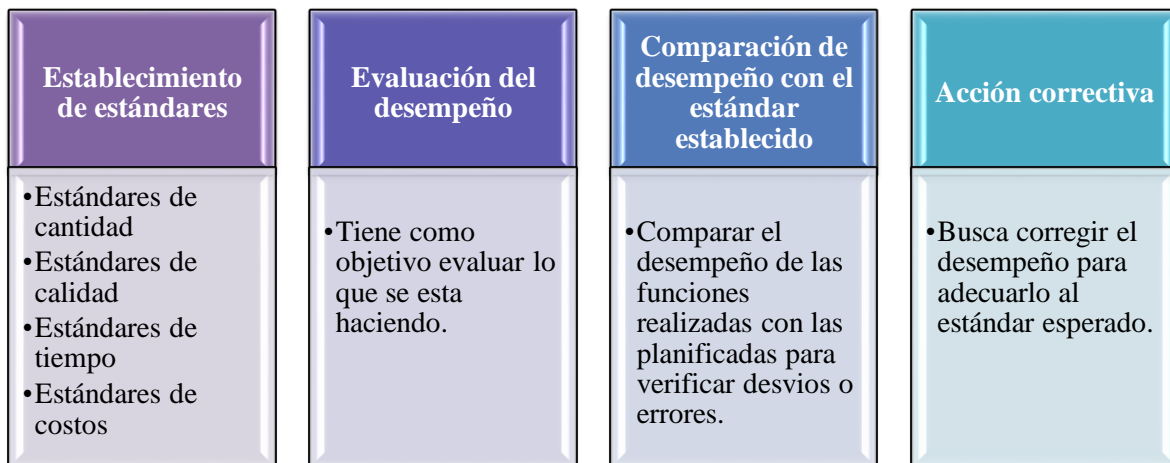 Establecimiento
de estándares
•Estándares de
cantidad
•Estándares de
calidad
•Estándares de
tiempo
•Estándares de
costos
Evaluación del
desempeño
•Tiene como
objetivo evaluar lo
que se esta
haciendo.
Comparación de
desempeño con el
estándar
establecido
•Comparar el
desempeño de las
funciones
realizadas con las
planificadas para
verificar desvios o
errores.
Acción correctiva
•Busca corregir el
desempeño para
adecuarlo al
estándar esperado.